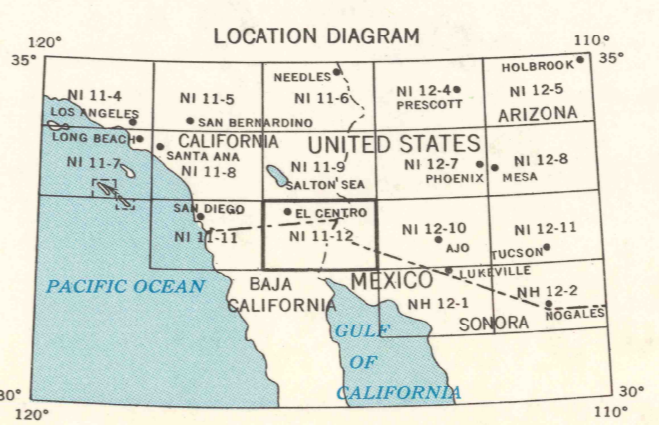 LOCATION DIAGRAM
120°
110°
35°
35°
NEEDLES
HOLBROOK
NI 11-4
NI 11-5
NI 11-6
NI 12-4
PRESCOTT
NI 12-5
LOS ANGELES
SAN BERNARDINO
ARIZONA
LONG BEACH
CALIFORNIA
UNITED STATES
SANTA ANA
NI 11-7
NI 11-8
NI 11-9
SALTON SEA
NI 12-7
PHOENIX
NI 12-8
MESA
SAN DIEGO
EL CENTRO
NI 11-11
NI 11-12
NI 12-10
AJO
NI 12-11
TUCSON
LUKEVILLE
PACIFIC OCEAN
BAJA
CALIFORNIA
MEXICO
NH 12-1
NH 12-2
NOGALES
SONORA
GULF
OF
CALIFORNIA
30°
30°
120°
110°